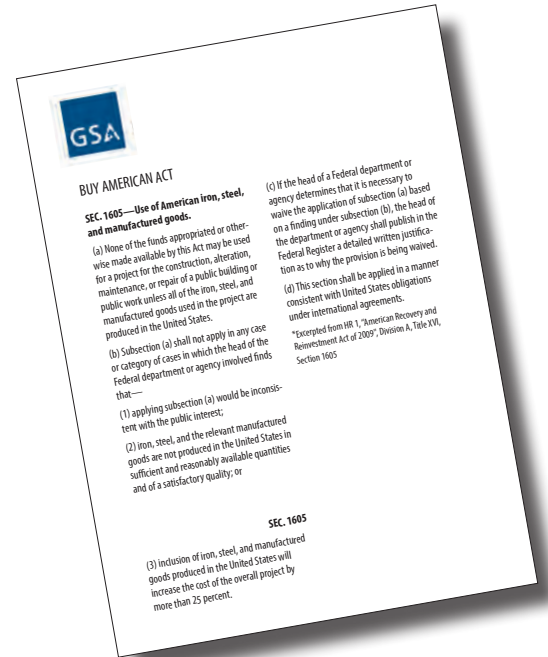 GSA
BUY AMERICAN ACT
SEC. 1605—Use of American iron, steel,
and manufactured goods.
(a) None of the funds appropriated or other-
wise made available by this Act may be used
for a project for the construction, alteration,
maintenance, or repair of a public building or
public work unless all of the iron, steel, and
manufactured goods used in the project are
produced in the United States.
(b) Subsection (a) shall not apply in any case
or category of cases in which the head of the
Federal department or agency involved finds
that—
(1) applying subsection (a) would be inconsis-
tent with the public interest;
(2) iron, steel, and the relevant manufactured
goods are not produced in the United States in
sufficient and reasonably available quantities
and of a satisfactory quality; or
SEC. 1605
(3) inclusion of iron, steel, and manufactured
goods produced in the United States will
increase the cost of the overall project by
more than 25 percent.
(c) If the head of a Federal department or
agency determines that it is necessary to
waive the application of subsection (a) based
on a finding under subsection (b), the head of
the department or agency shall publish in the
Federal Register a detailed written justifica-
tion as to why the provision is being waived.
(d) This section shall be applied in a manner
consistent with United States obligations
under international agreements.
*Excerpted from HR 1, "American Recovery and
Reinvestment Act of 2009", Division A, Title XVI,
Section 1605